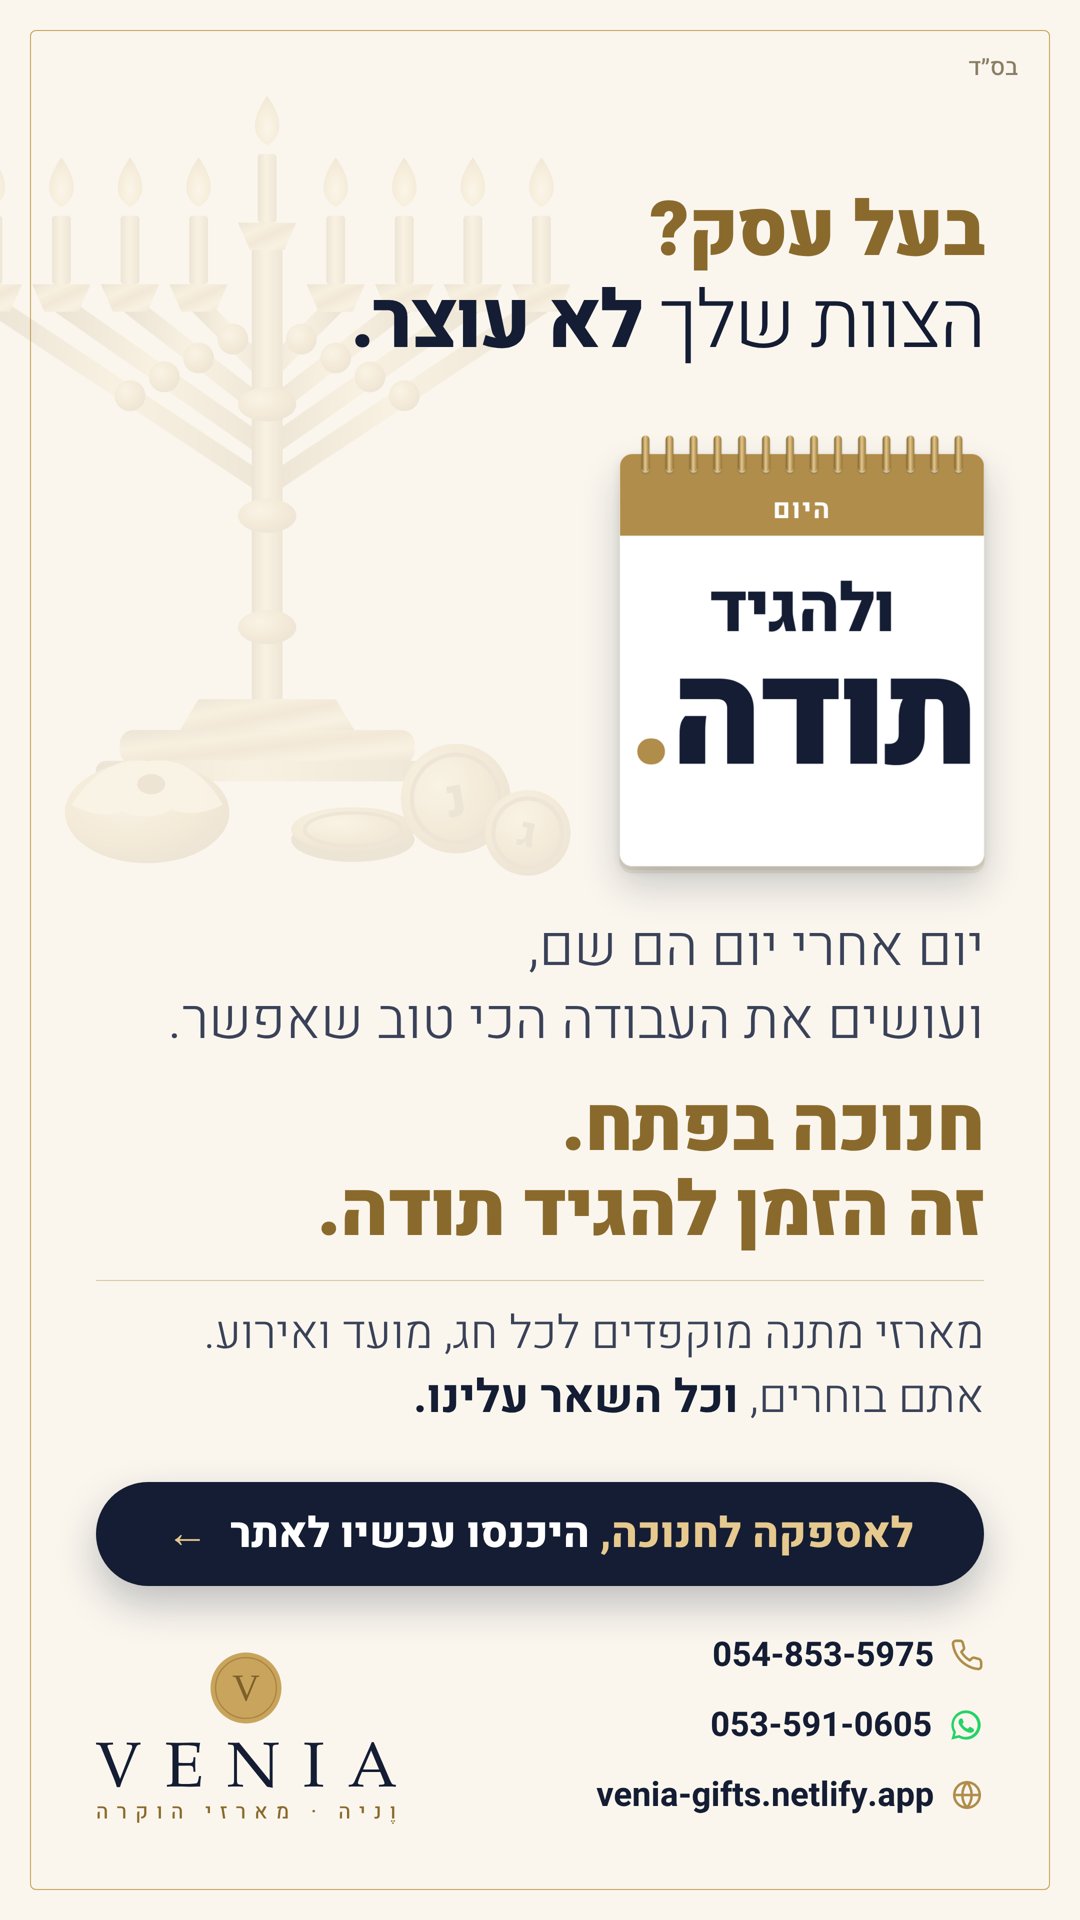 בס״ד
בעל עסק?
הצוות שלך לא עוצר.
היום
ולהגיד
תודה.
נ
ג
יום אחרי יום הם שם,
ועושים את העבודה הכי טוב שאפשר.
חנוכה בפתח.
זה הזמן להגיד תודה.
מארזי מתנה מוקפדים לכל חג, מועד ואירוע.
אתם בוחרים, וכל השאר עלינו.
לאספקה לחנוכה, היכנסו עכשיו לאתר ←
054-853-5975
053-591-0605
venia-gifts.netlify.app
V
VENIA
וֶניה · מארזי הוקרה